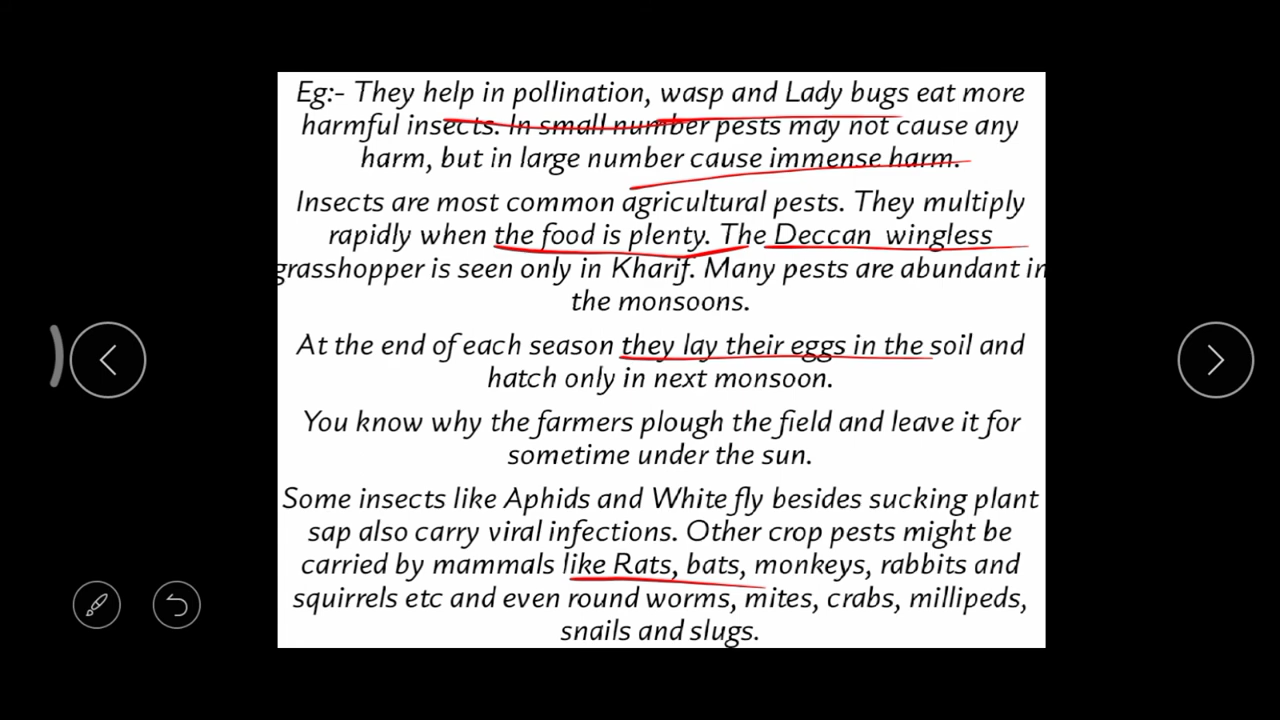 Eg:- They help in pollination, wasp and Lady bugs eat more
harmful insects. In small number pests may not cause any
harm, but in large number cause immense harm.
Insects are most common agricultural pests. They multiply
rapidly when the food is plenty. The Deccan wingless
grasshopper is seen only in Kharif. Many pests are abundant in
the monsoons.
At the end of each season they lay their eggs in the soil and
hatch only in next monsoon.
You know why the farmers plough the field and leave it for
sometime under the sun.
Some insects like Aphids and White fly besides sucking plant
sap also carry viral infections. Other crop pests might be
carried by mammals like Rats, bats, monkeys, rabbits and
squirrels etc and even round worms, mites, crabs, millipeds,
snails and slugs.